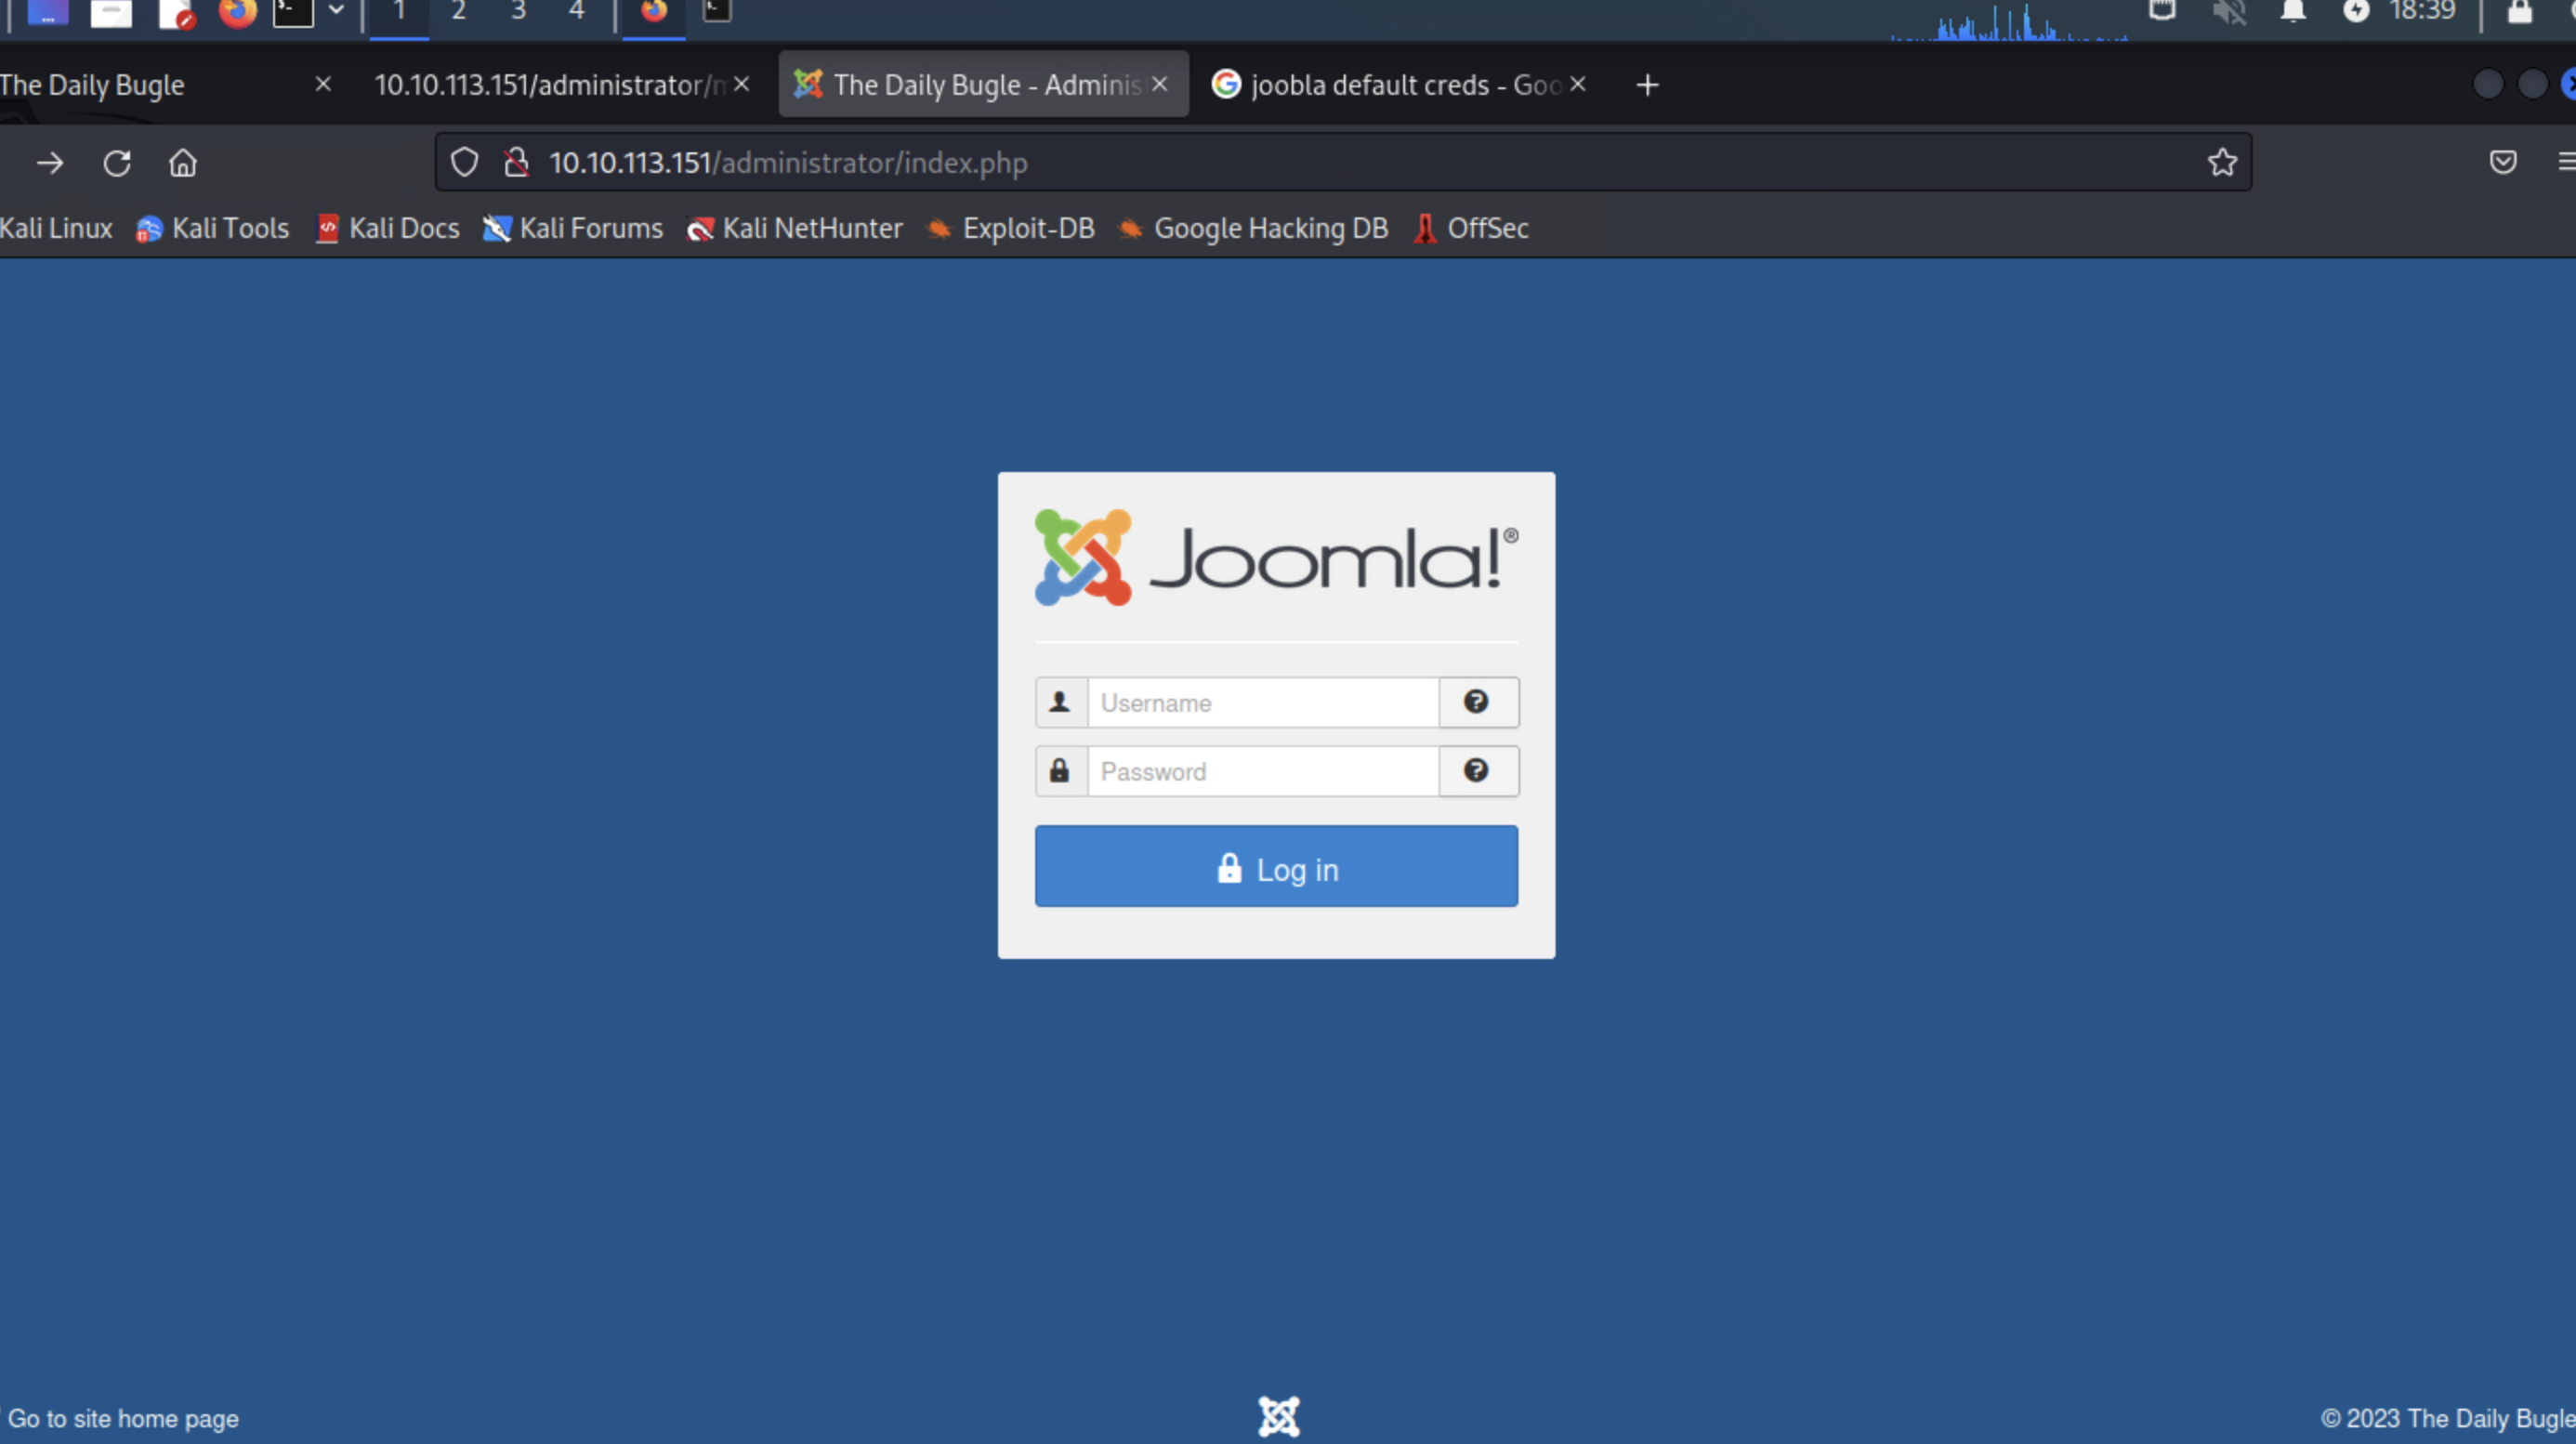 1 2 3 4 18:39
The Daily Bugle 10.10.113.151/administrator/m The Daily Bugle - Adminis joobla default creds - Goo
10.10.113.151/administrator/index.php
Kali Linux Kali Tools Kali Docs Kali Forums Kali NetHunter Exploit-DB Google Hacking DB OffSec
Joomla!®
Username
Password
Log in
Go to site home page © 2023 The Daily Bugle